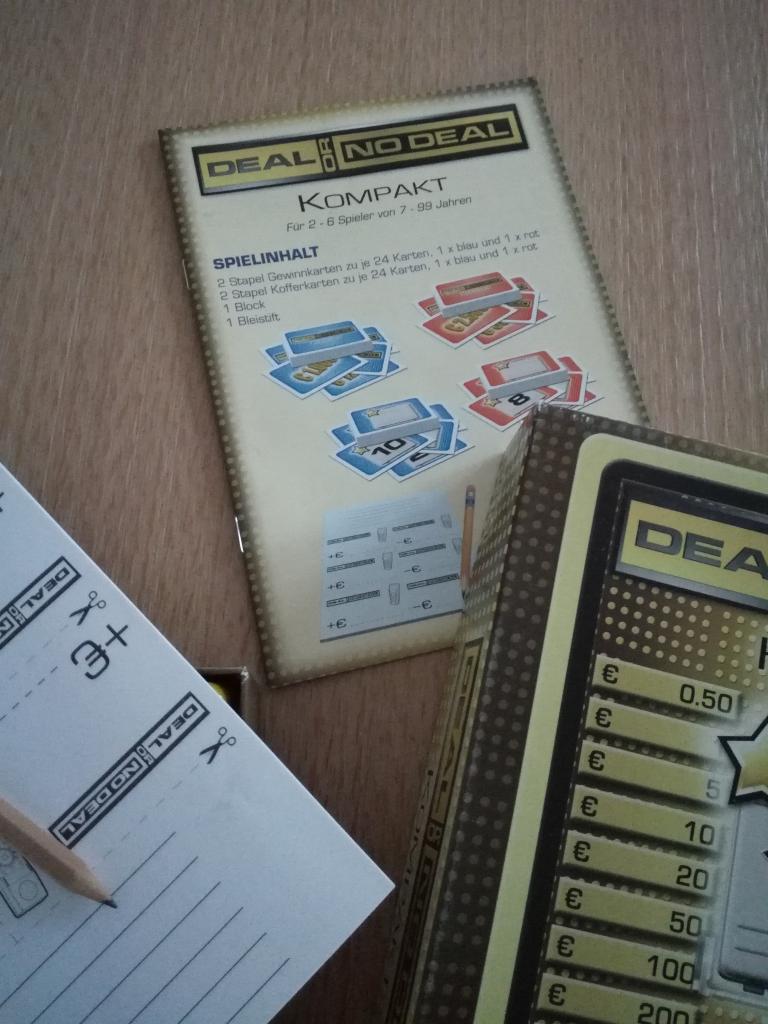 DEAL OR NO DEAL
KOMPAKT
Für 2 - 6 Spieler von 7 - 99 Jahren
SPIELINHALT
2 Stapel Gewinnkarten zu je 24 Karten, 1 x blau und 1 x rot
2 Stapel Kofferkarten zu je 24 Karten, 1 x blau und 1 x rot
1 Block
1 Bleistift
8
10
+€ -€
+€ -€
+€
+€ -€
DEAL OR NO DEAL
+€
DEAL OR NO DEAL
DEAL OR
KOMPAKT
DEA
€ 0.50
€
€ 5
€ 10
€ 20
€ 50
€ 100
€ 200